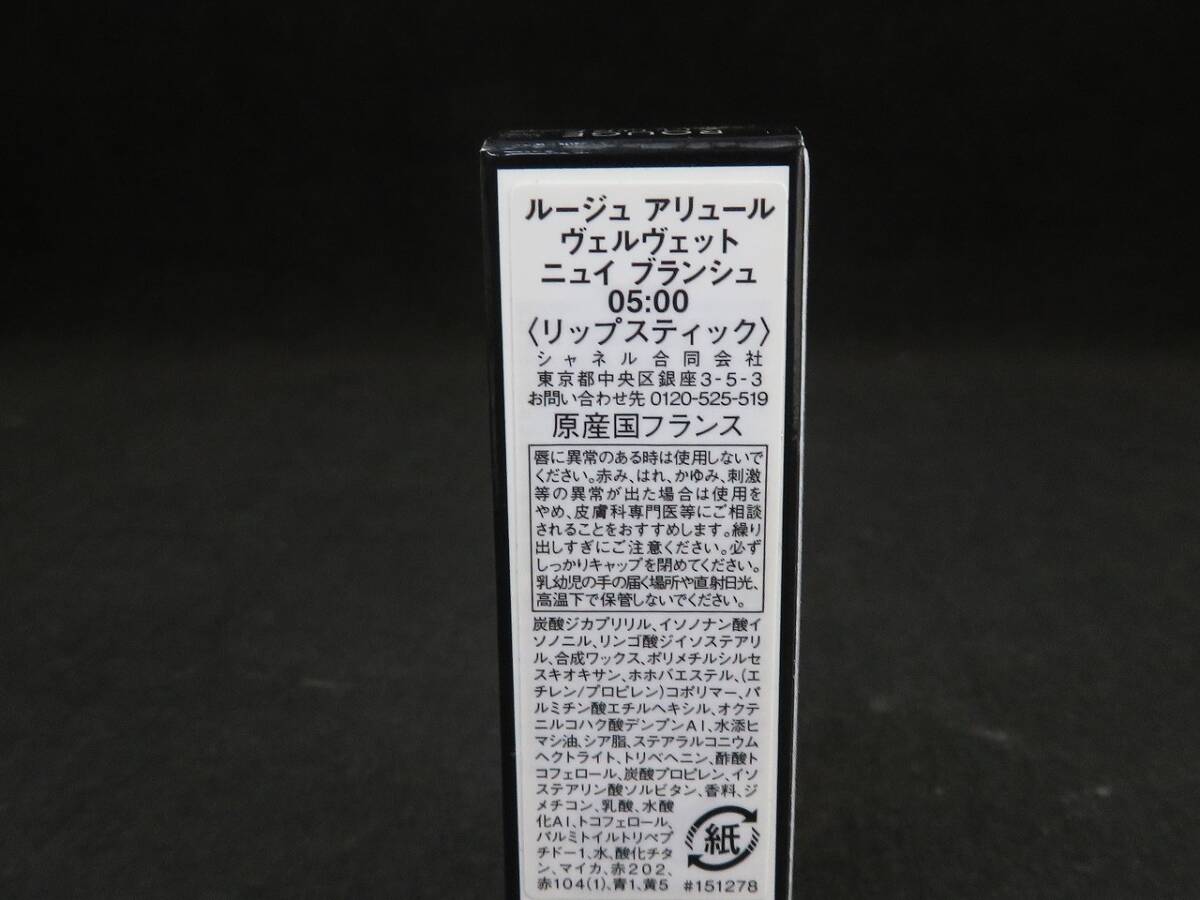 ROUGE
ルージュ アリュール
ヴェルヴェット
ニュイ ブランシュ
05:00
〈リップスティック〉
シャネル合同会社
東京都中央区銀座3-5-3
お問い合わせ先 0120-525-519
原産国フランス
唇に異常のある時は使用しないで
ください。赤み、はれ、かゆみ、刺激
等の異常が出た場合は使用を
やめ、皮膚科専門医等にご相談
されることをおすすめします。繰り
出しすぎにご注意ください。必ず
しっかりキャップを閉めてください。
乳幼児の手の届く場所や直射日光、
高温下で保管しないでください。
炭酸ジカプリリル、イソノナン酸イ
ソノニル、リンゴ酸ジイソステアリ
ル、合成ワックス、ポリメチルシルセ
スキオキサン、ホホバエステル、(エ
チレン/プロピレン)コポリマー、パ
ルミチン酸エチルヘキシル、オクテ
ニルコハク酸デンプンAl、水添ヒ
マシ油、シア脂、ステアラルコニウム
ヘクトライト、トリベヘニン、酢酸ト
コフェロール、炭酸プロピレン、イソ
ステアリン酸ソルビタン、香料、ジ
メチコン、乳酸、水酸
化Al、トコフェロール、
パルミトイルトリペプ
チド-1、水、酸化チタ
ン、マイカ、赤202、
赤104(1)、青1、黄5
紙
#151278